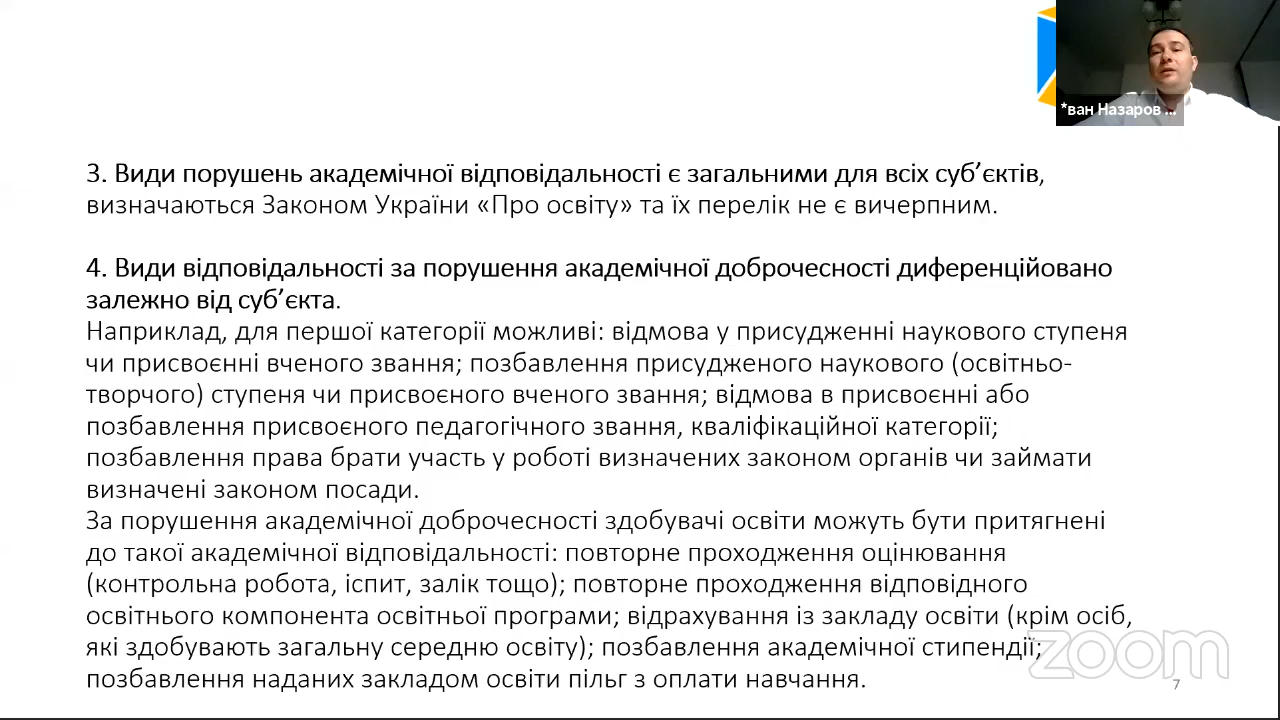 *ван Назаров ...
3. Види порушень академічної відповідальності є загальними для всіх суб’єктів,
визначаються Законом України «Про освіту» та їх перелік не є вичерпним.
4. Види відповідальності за порушення академічної доброчесності диференційовано
залежно від суб’єкта.
Наприклад, для першої категорії можливі: відмова у присудженні наукового ступеня
чи присвоєнні вченого звання; позбавлення присудженого наукового (освітньо-
творчого) ступеня чи присвоєного вченого звання; відмова в присвоєнні або
позбавлення присвоєного педагогічного звання, кваліфікаційної категорії;
позбавлення права брати участь у роботі визначених законом органів чи займати
визначені законом посади.
За порушення академічної доброчесності здобувачі освіти можуть бути притягнені
до такої академічної відповідальності: повторне проходження оцінювання
(контрольна робота, іспит, залік тощо); повторне проходження відповідного
освітнього компонента освітньої програми; відрахування із закладу освіти (крім осіб,
які здобувають загальну середню освіту); позбавлення академічної стипендії;
позбавлення наданих закладом освіти пільг з оплати навчання.
zoom
7